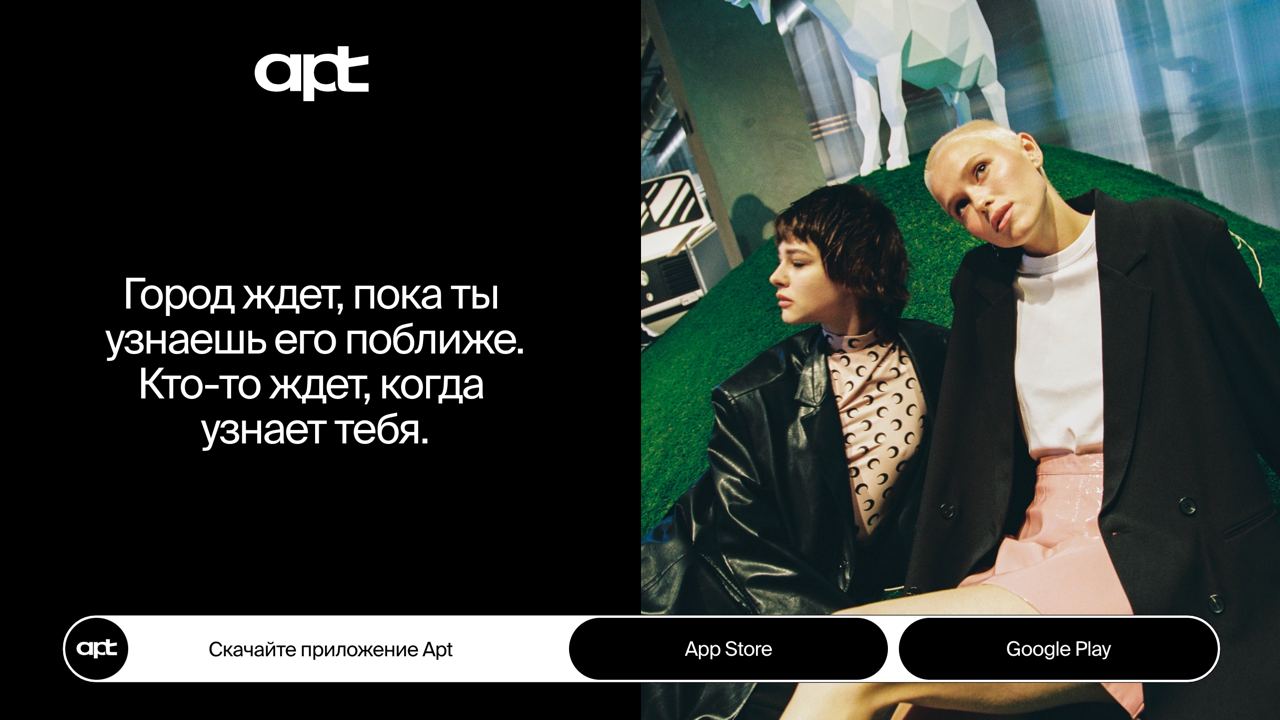 apt
Город ждет, пока ты
узнаешь его поближе.
Кто-то ждет, когда
узнает тебя.
apt
Скачайте приложение Apt
App Store
Google Play